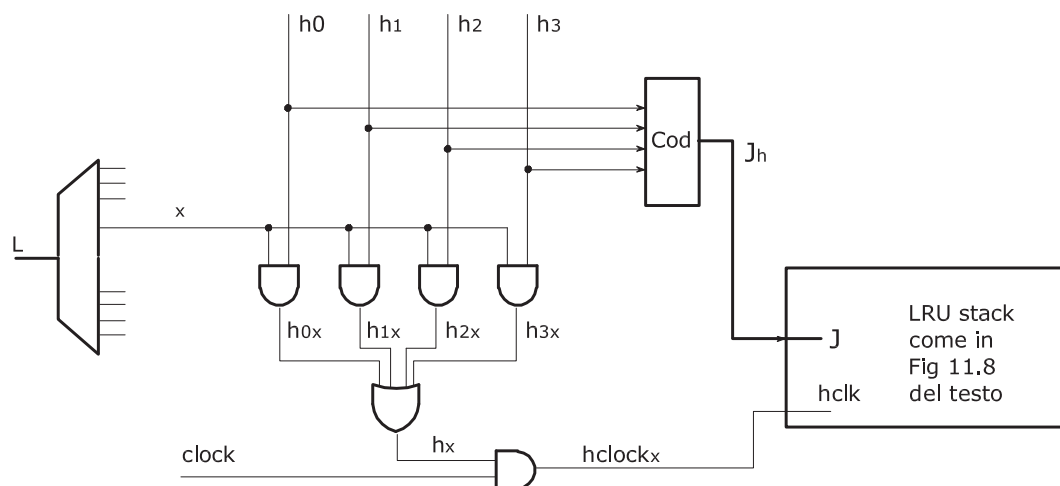 h0
h1
h2
h3
Cod
Jh
x
L
h0x
h1x
h2x
h3x
LRU stack
come in
Fig 11.8
del testo
J
hclk
hx
clock
hclockx